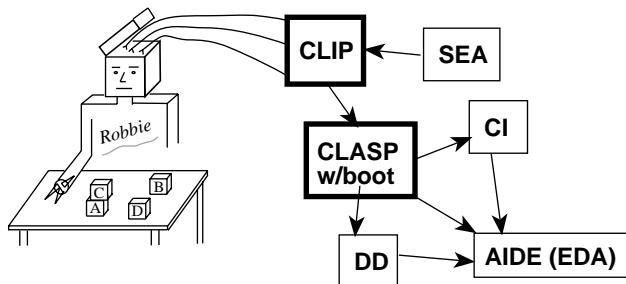 CLIP
SEA
Robbie
CLASP
w/boot
CI
C
B
A
D
DD
AIDE (EDA)